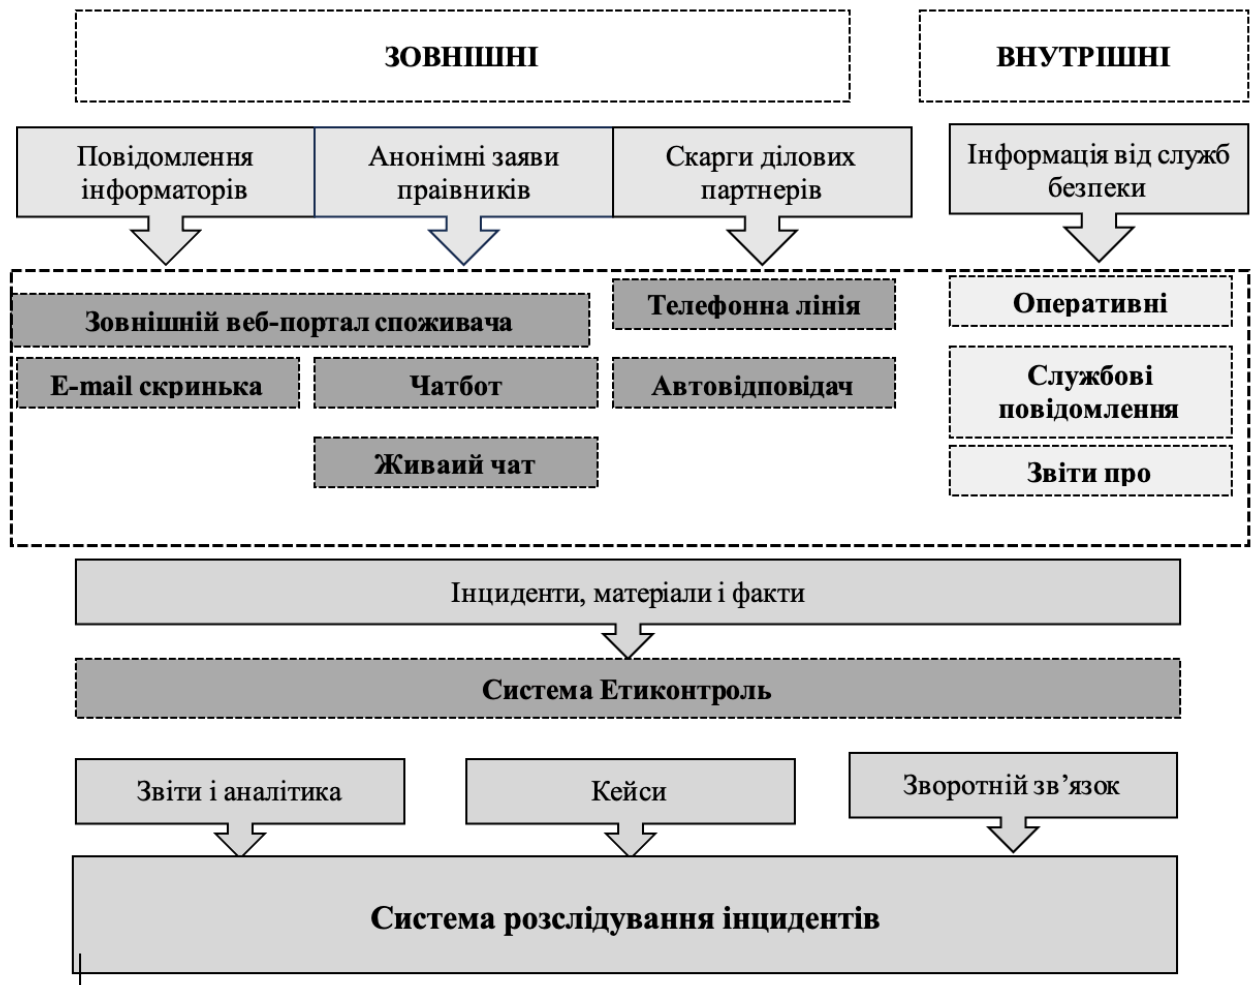 ЗОВНІШНІ
ВНУТРІШНІ
Повідомлення
інформаторів
Анонімні заяви
праівників
Скарги ділових
партнерів
Інформація від служб
безпеки
Зовнішній веб-портал споживача
Телефонна лінія
Оперативні
E-mail скринька
Чатбот
Автовідповідач
Службові
повідомлення
Живаий чат
Звіти про
Інциденти, матеріали і факти
Система Етиконтроль
Звіти і аналітика
Кейси
Зворотній зв’язок
Система розслідування інцидентів